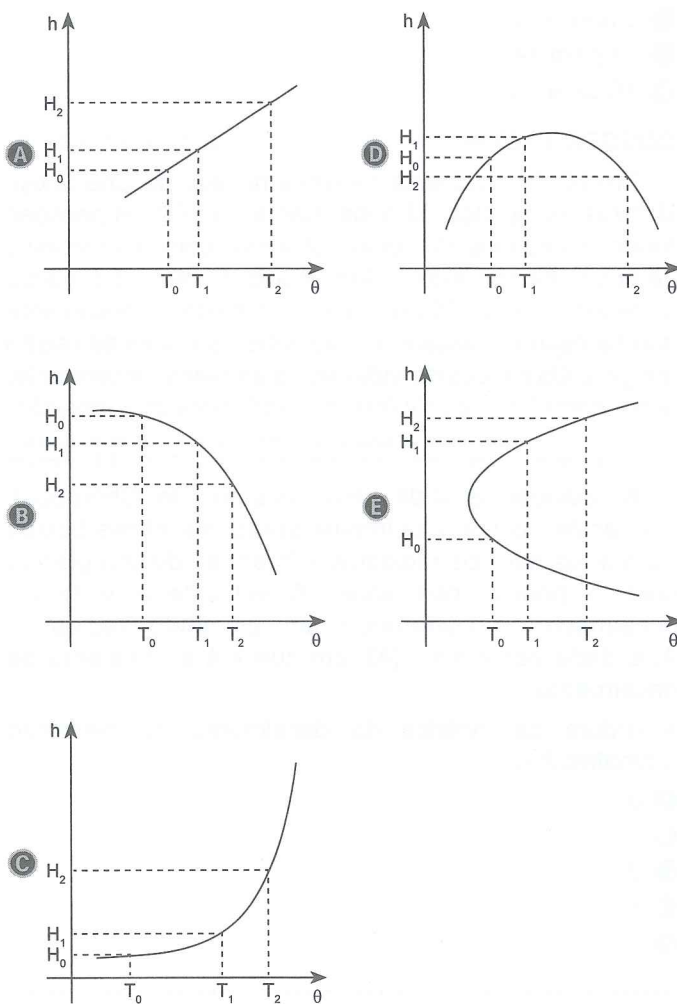 A
h
H₂
H₁
H₀
T₀ T₁ T₂ θ
B
h
H₀
H₁
H₂
T₀ T₁ T₂ θ
C
h
H₂
H₁
H₀
T₀ T₁ T₂ θ
D
h
H₁
H₀
H₂
T₀ T₁ T₂ θ
E
h
H₂
H₁
H₀
T₀ T₁ T₂ θ